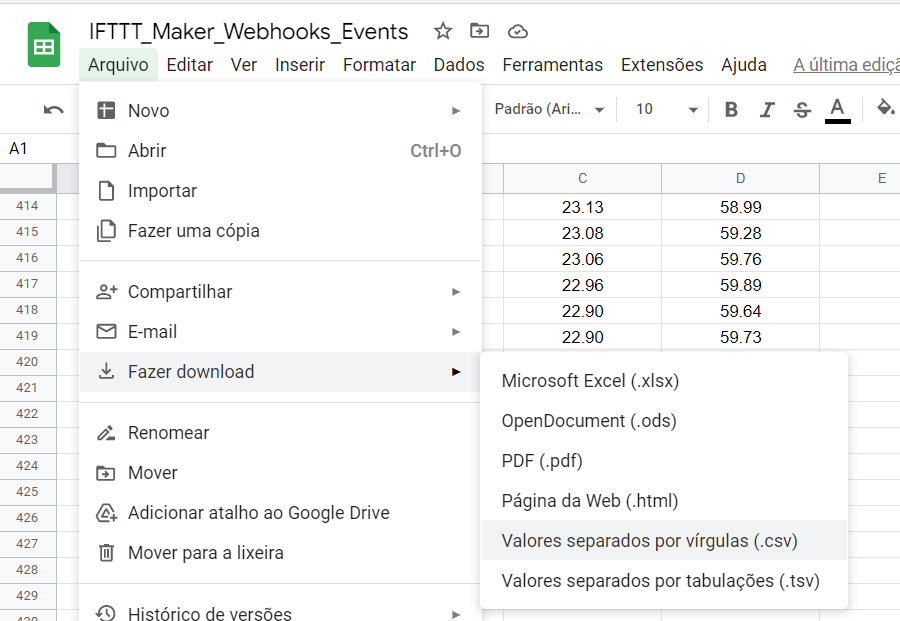 IFTTT_Maker_Webhooks_Events
Arquivo Editar Ver Inserir Formatar Dados Ferramentas Extensões Ajuda A última ediçã
Padrão (Ari... 10 B I S A
A1
C D E
414 23.13 58.99
415 23.08 59.28
416 23.06 59.76
417 22.96 59.89
418 22.90 59.64
419 22.90 59.73
420
421
422
423
424
425
426
427
428
429
430
Novo
Abrir Ctrl+O
Importar
Fazer uma cópia
Compartilhar
E-mail
Fazer download
Renomear
Mover
Adicionar atalho ao Google Drive
Mover para a lixeira
Histórico de versões
Microsoft Excel (.xlsx)
OpenDocument (.ods)
PDF (.pdf)
Página da Web (.html)
Valores separados por vírgulas (.csv)
Valores separados por tabulações (.tsv)